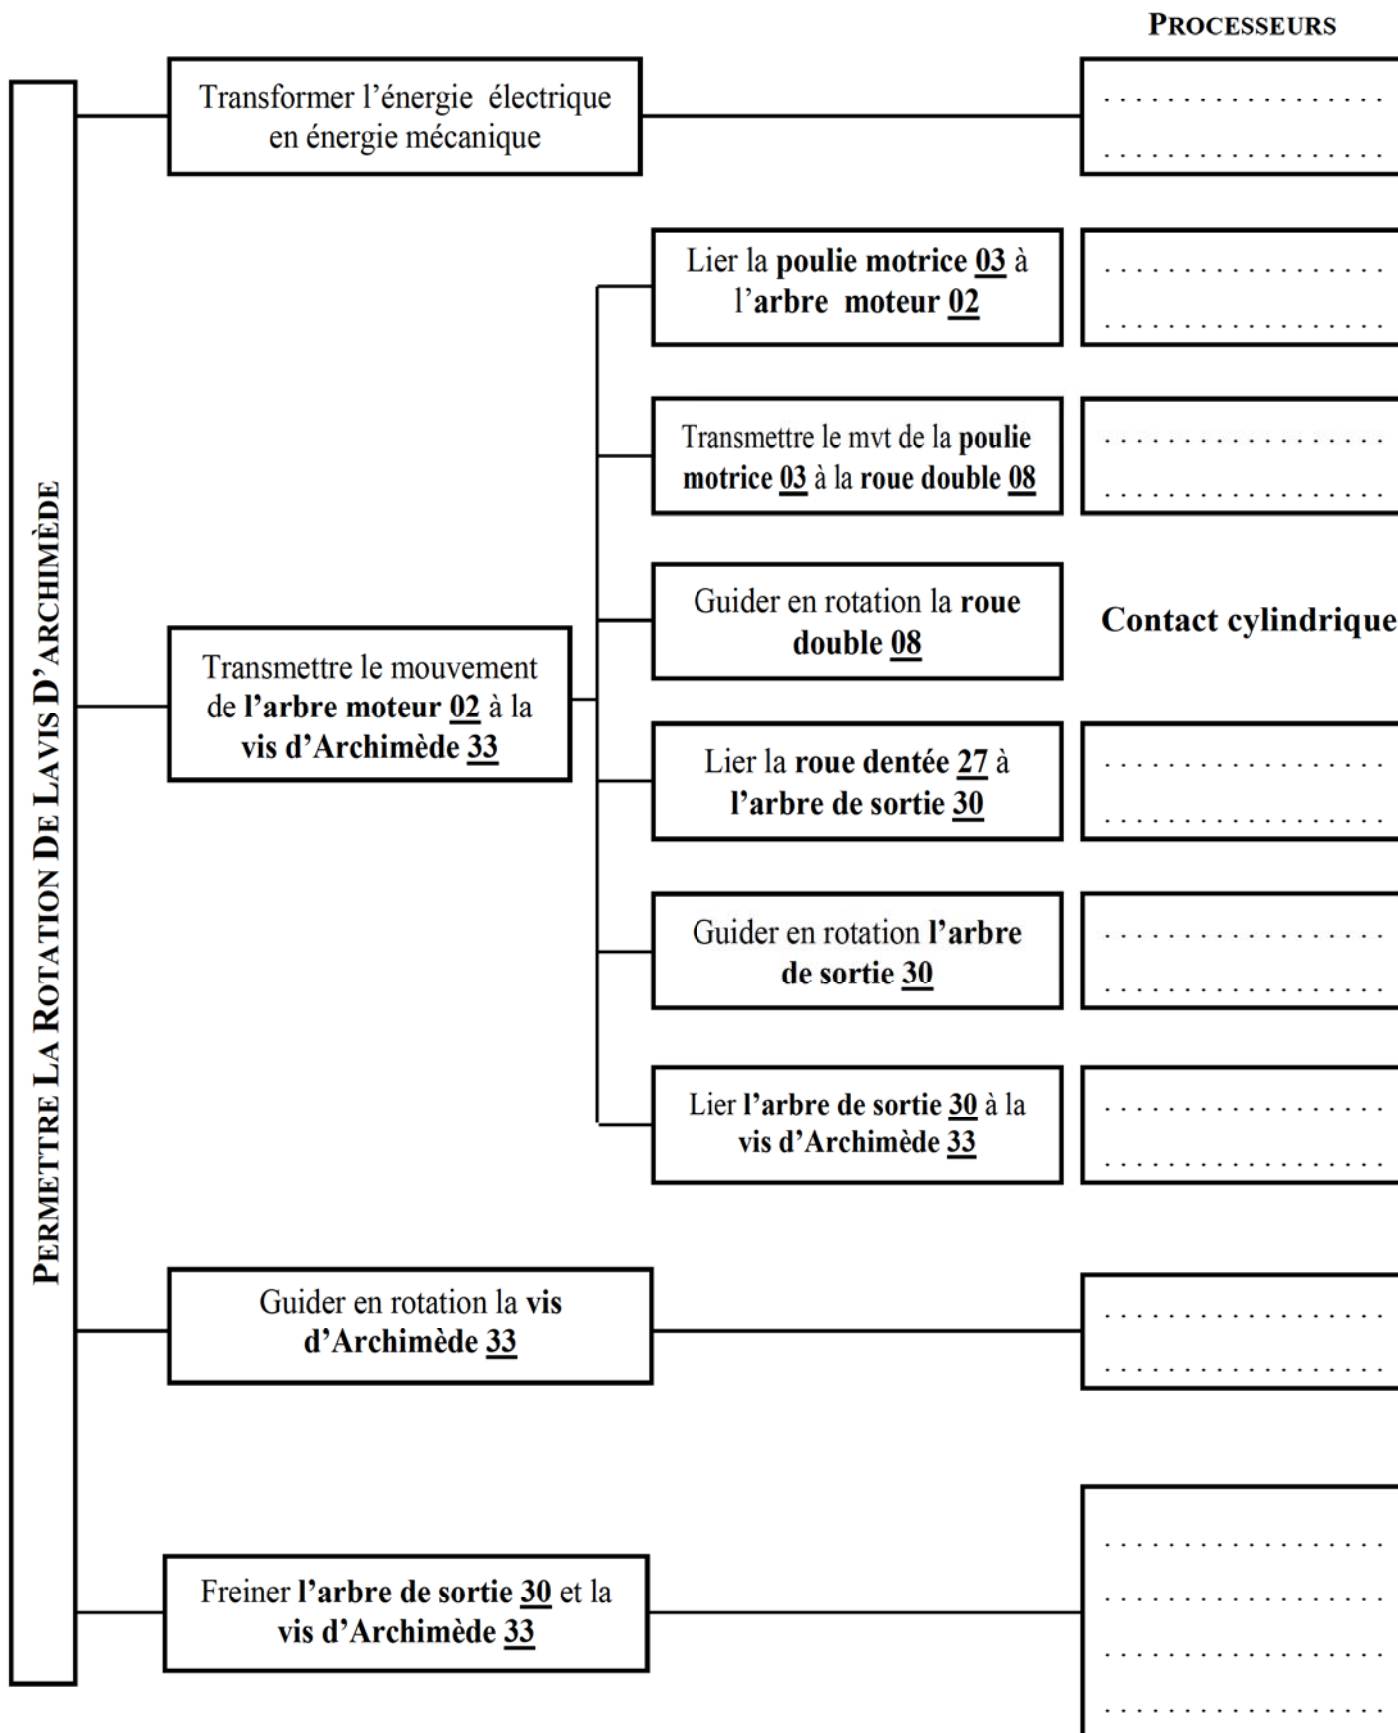 PROCESSEURS
Transformer l’énergie électrique
en énergie mécanique
. . . . . . . . . . . . . . . . . .
. . . . . . . . . . . . . . . . . .
Lier la poulie motrice 03 à
l’arbre moteur 02
. . . . . . . . . . . . . . . . . .
. . . . . . . . . . . . . . . . . .
Transmettre le mvt de la poulie
motrice 03 à la roue double 08
. . . . . . . . . . . . . . . . . .
. . . . . . . . . . . . . . . . . .
Guider en rotation la roue
double 08
Contact cylindrique
PERMETTRE LA ROTATION DE LAVIS D’ARCHIMÈDE
Transmettre le mouvement
de l’arbre moteur 02 à la
vis d’Archimède 33
Lier la roue dentée 27 à
l’arbre de sortie 30
. . . . . . . . . . . . . . . . . .
. . . . . . . . . . . . . . . . . .
Guider en rotation l’arbre
de sortie 30
. . . . . . . . . . . . . . . . . .
. . . . . . . . . . . . . . . . . .
Lier l’arbre de sortie 30 à la
vis d’Archimède 33
. . . . . . . . . . . . . . . . . .
. . . . . . . . . . . . . . . . . .
Guider en rotation la vis
d’Archimède 33
. . . . . . . . . . . . . . . . . .
. . . . . . . . . . . . . . . . . .
Freiner l’arbre de sortie 30 et la
vis d’Archimède 33
. . . . . . . . . . . . . . . . . .
. . . . . . . . . . . . . . . . . .
. . . . . . . . . . . . . . . . . .
. . . . . . . . . . . . . . . . . .